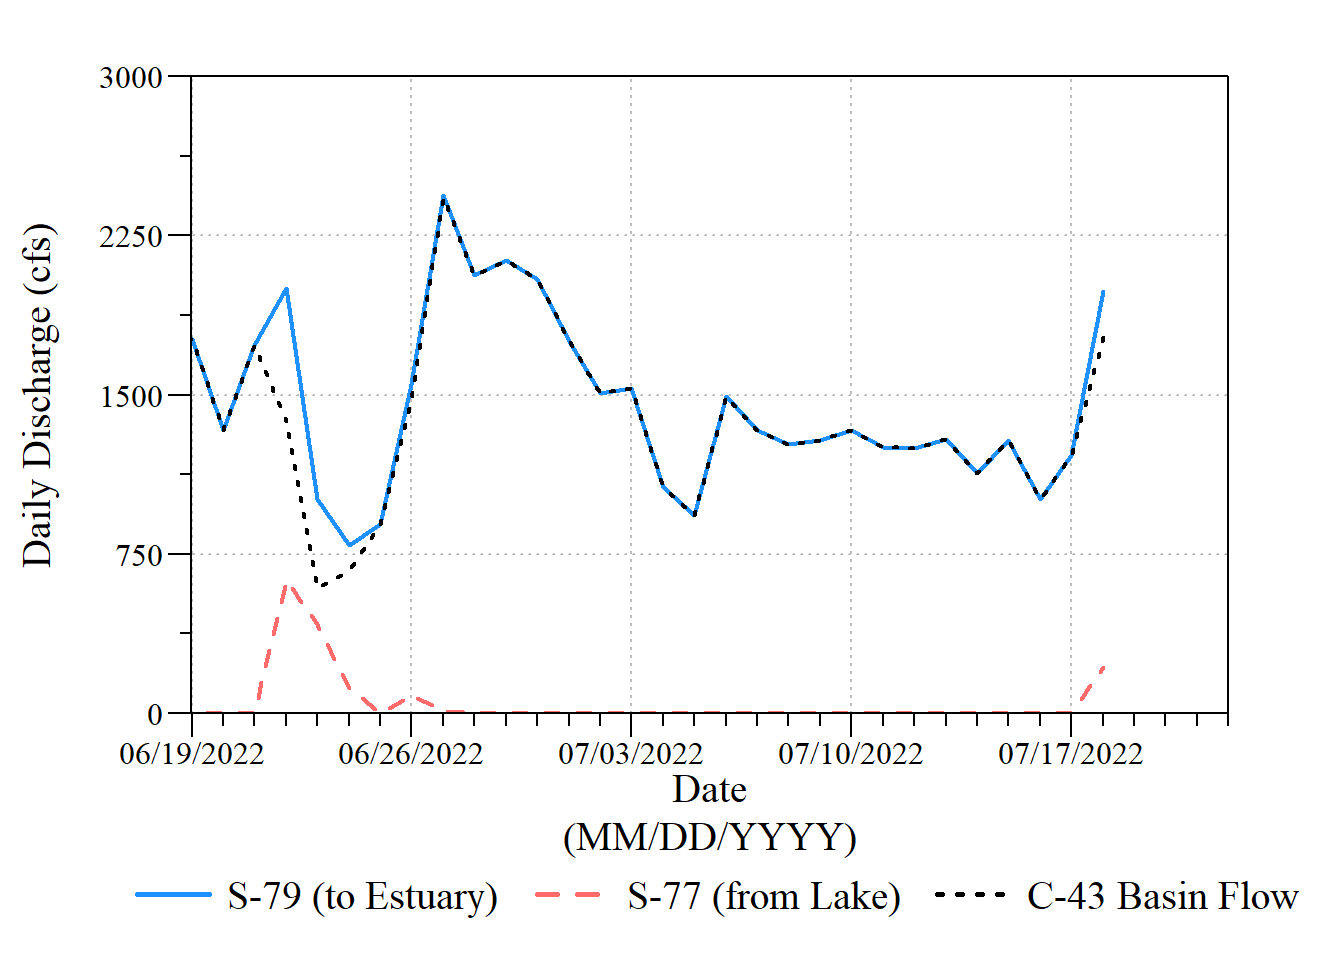 3000
2250
1500
750
0
Daily Discharge (cfs)
06/19/2022 06/26/2022 07/03/2022 07/10/2022 07/17/2022
Date
(MM/DD/YYYY)
S-79 (to Estuary) S-77 (from Lake) C-43 Basin Flow